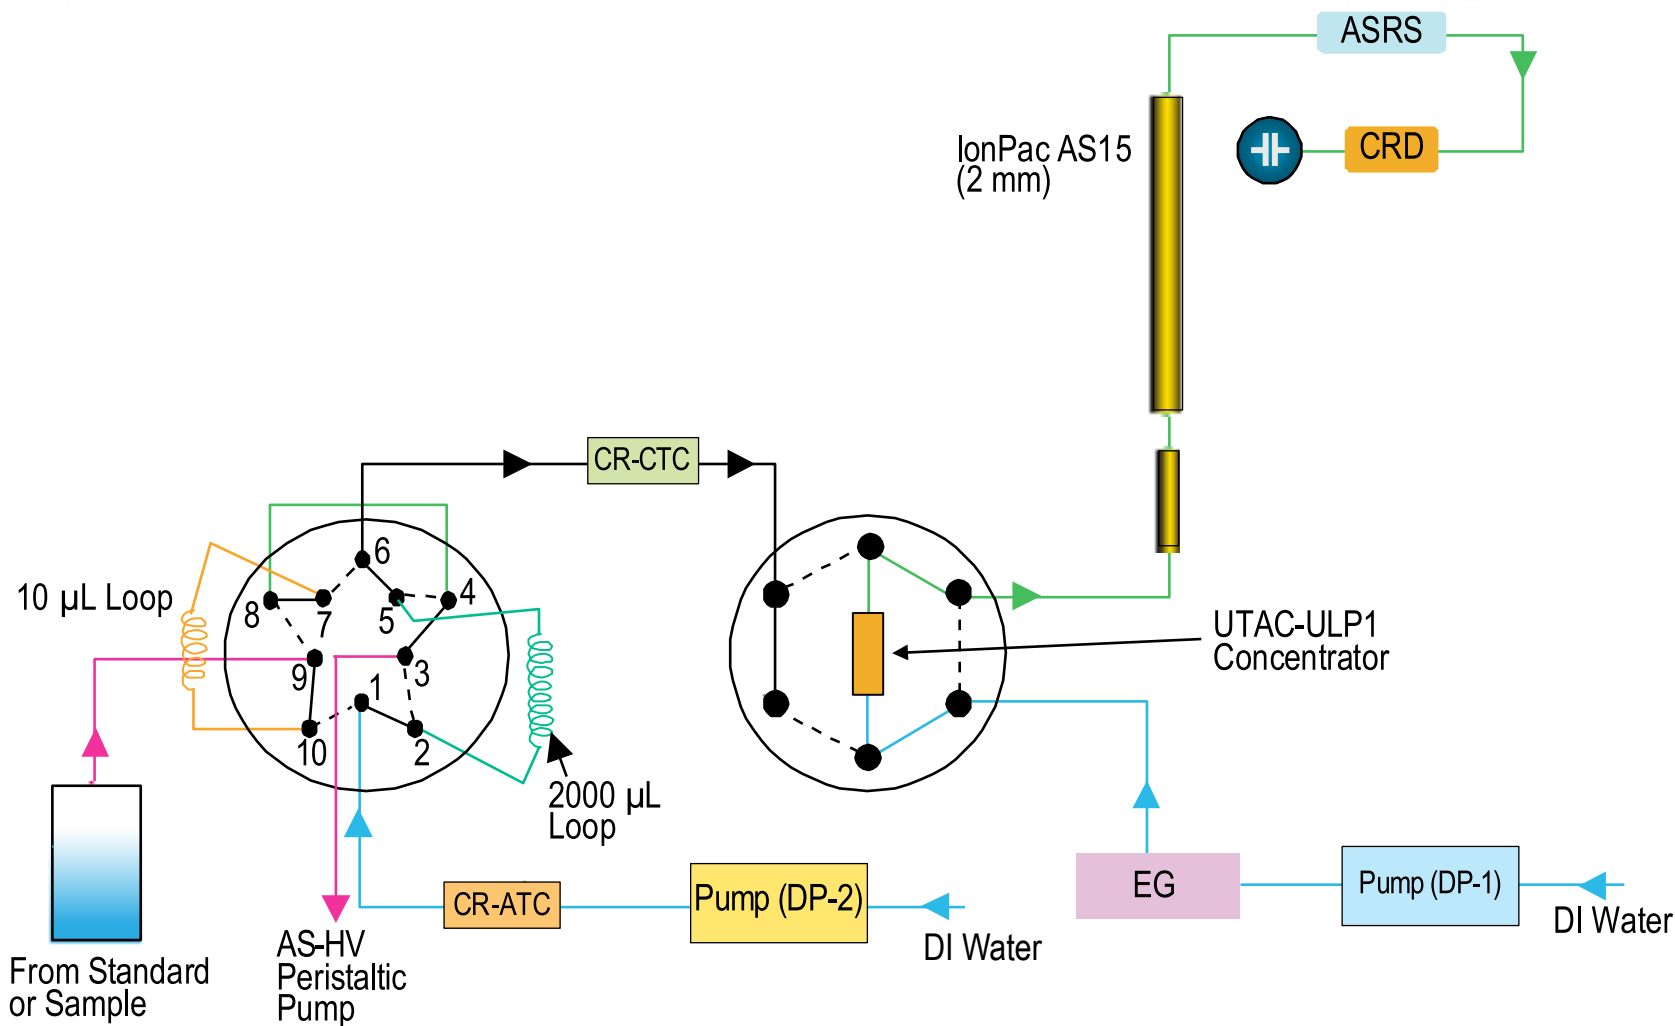 ASRS
IonPac AS15
(2 mm)
CRD
CR-CTC
10 µL Loop
6
8
7
5
4
9
3
1
10
2
UTAC-ULP1
Concentrator
2000 µL
Loop
CR-ATC
Pump (DP-2)
EG
Pump (DP-1)
DI Water
DI Water
From Standard
or Sample
AS-HV
Peristaltic
Pump